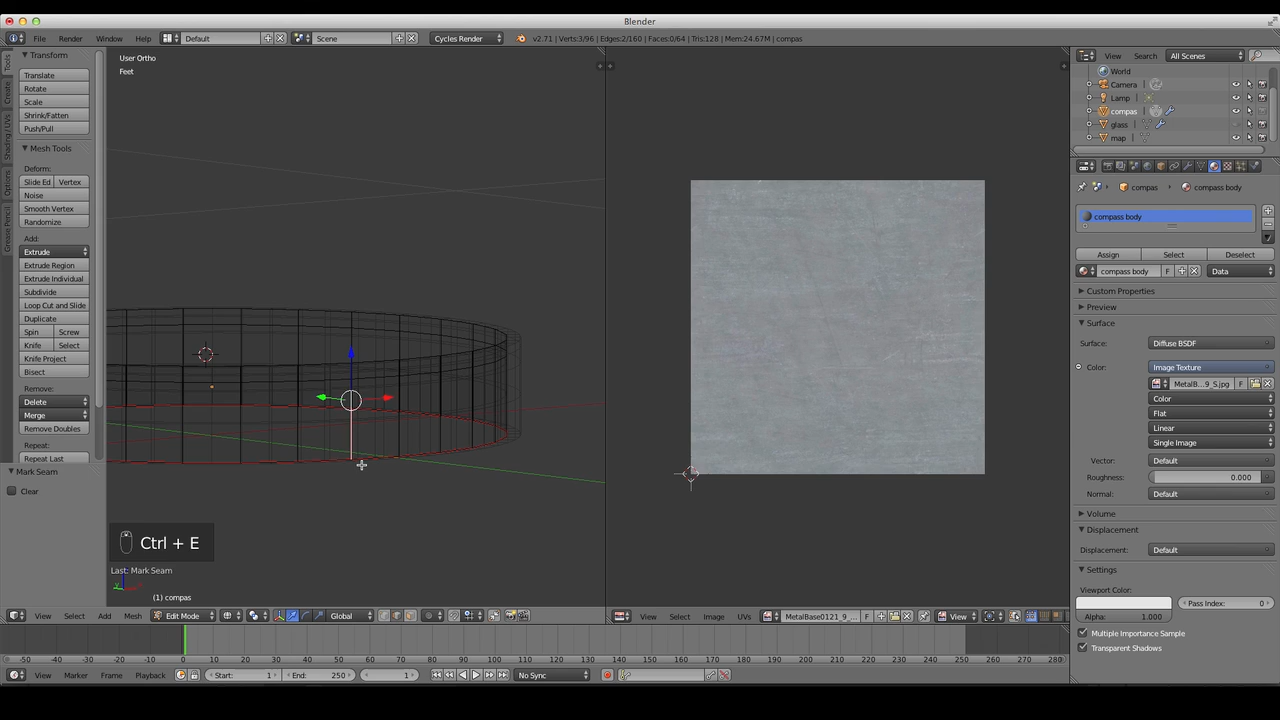 Blender
File Render Window Help Default Scene Cycles Render v2.71 | Verts:3/96 | Edges:2/160 | Faces:0/64 | Tris:128 | Mem:24.67M | compas
Tools
Create
Shading / UVs
Options
Grease Pencil
Transform
Translate
Rotate
Scale
Shrink/Fatten
Push/Pull
Mesh Tools
Deform:
Slide Ed Vertex
Noise
Smooth Vertex
Randomize
Add:
Extrude
Extrude Region
Extrude Individual
Subdivide
Loop Cut and Slide
Duplicate
Spin Screw
Knife Select
Knife Project
Bisect
Remove:
Delete
Merge
Remove Doubles
Repeat:
Repeat Last
Mark Seam
Clear
User Ortho
Feet
Ctrl + E
Last: Mark Seam
(1) compas
View Select Add Mesh Edit Mode Global
View Select Image UVs MetalBase0121_9_... F View
View Search All Scenes
World
Camera
Lamp
compas
glass
map
compas compass body
compass body
Assign Select Deselect
compass body F Data
Custom Properties
Preview
Surface
Surface: Diffuse BSDF
Color: Image Texture
MetalB...9_S.jpg F
Color
Flat
Linear
Single Image
Vector: Default
Roughness: 0.000
Normal: Default
Volume
Displacement
Displacement: Default
Settings
Viewport Color:
Pass Index: 0
Alpha: 1.000
Multiple Importance Sample
Transparent Shadows
-50 -40 -30 -20 -10 0 10 20 30 40 50 60 70 80 90 100 110 120 130 140 150 160 170 180 190 200 210 220 230 240 250 260 270 280
View Marker Frame Playback Start: 1 End: 250 1 No Sync